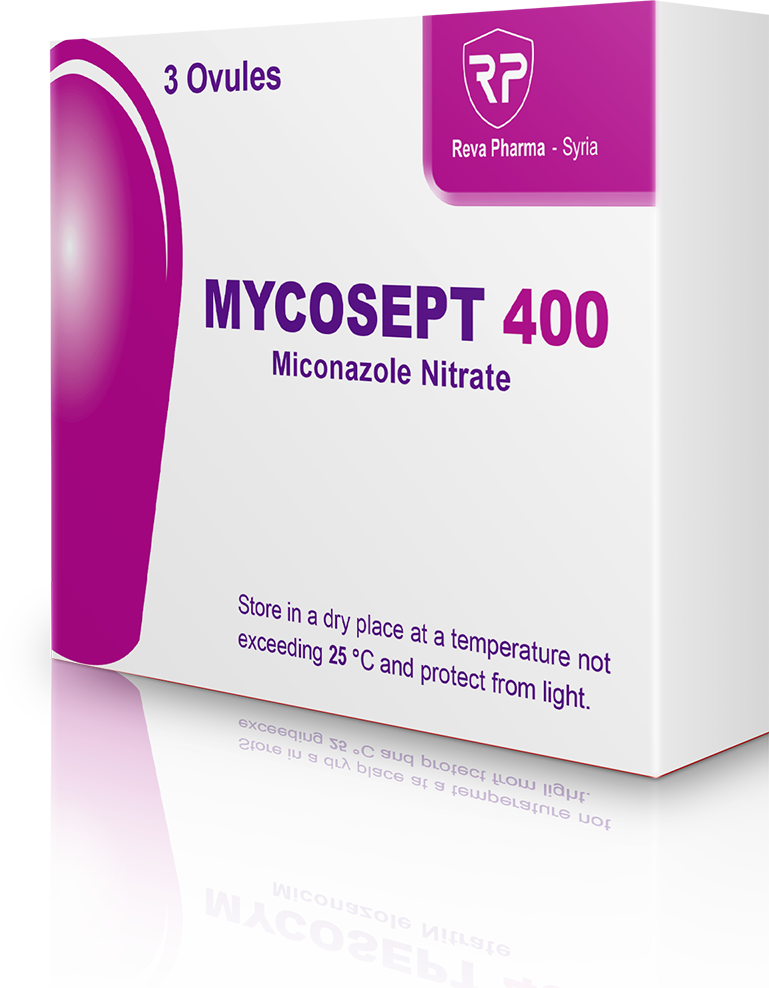 3 Ovules
RP
Reva Pharma - Syria
MYCOSEPT 400
Miconazole Nitrate
Store in a dry place at a temperature not
exceeding 25 °C and protect from light.